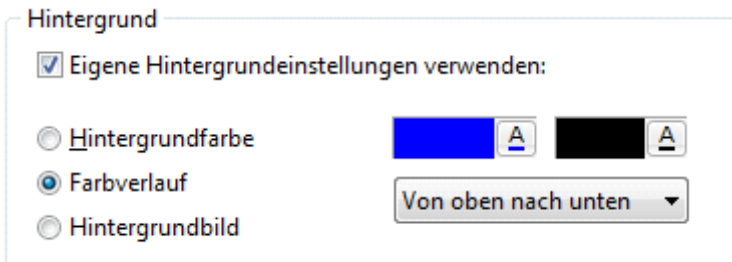 Hintergrund
Eigene Hintergrundeinstellungen verwenden:
Hintergrundfarbe A A
Farbverlauf
Von oben nach unten
Hintergrundbild